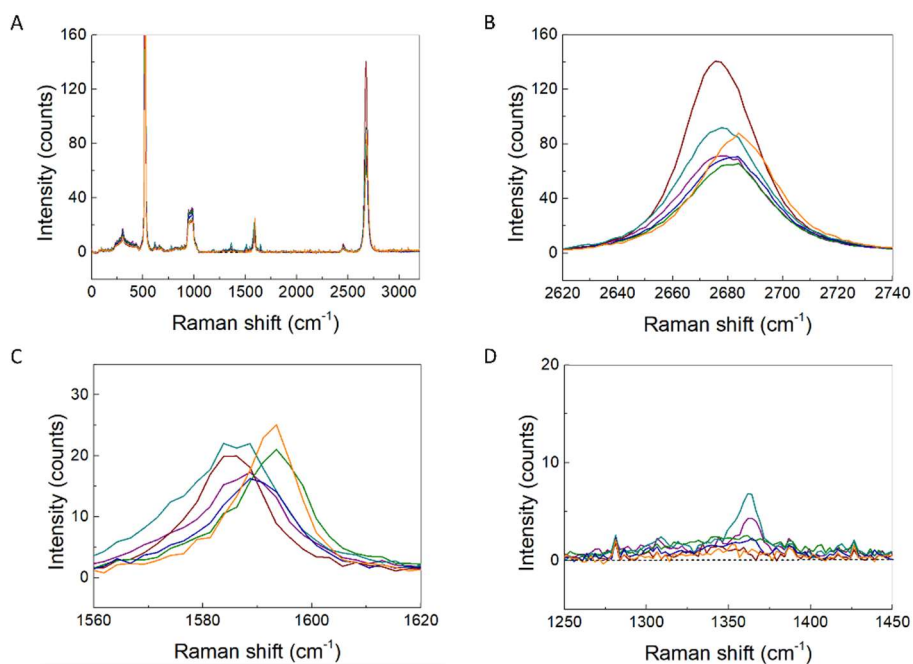 A
Intensity (counts)
160
120
80
40
0
0 500 1000 1500 2000 2500 3000
Raman shift (cm-1)
B
Intensity (counts)
160
120
80
40
0
2620 2640 2660 2680 2700 2720 2740
Raman shift (cm-1)
C
Intensity (counts)
30
20
10
0
1560 1580 1600 1620
Raman shift (cm-1)
D
Intensity (counts)
20
10
0
1250 1300 1350 1400 1450
Raman shift (cm-1)